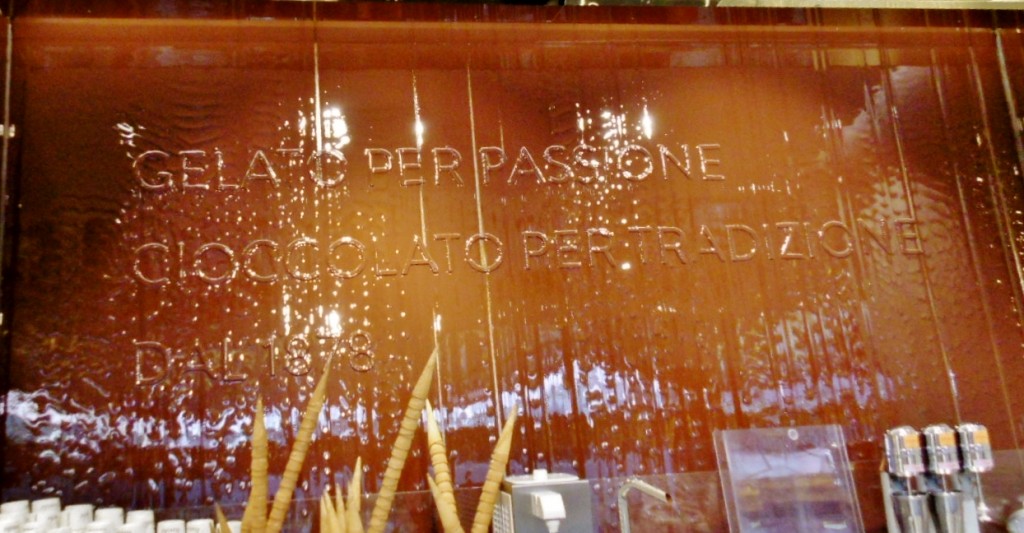 GELATO PER PASSIONE
CIOCCOLATO PER TRADIZIONE
DAL 1878